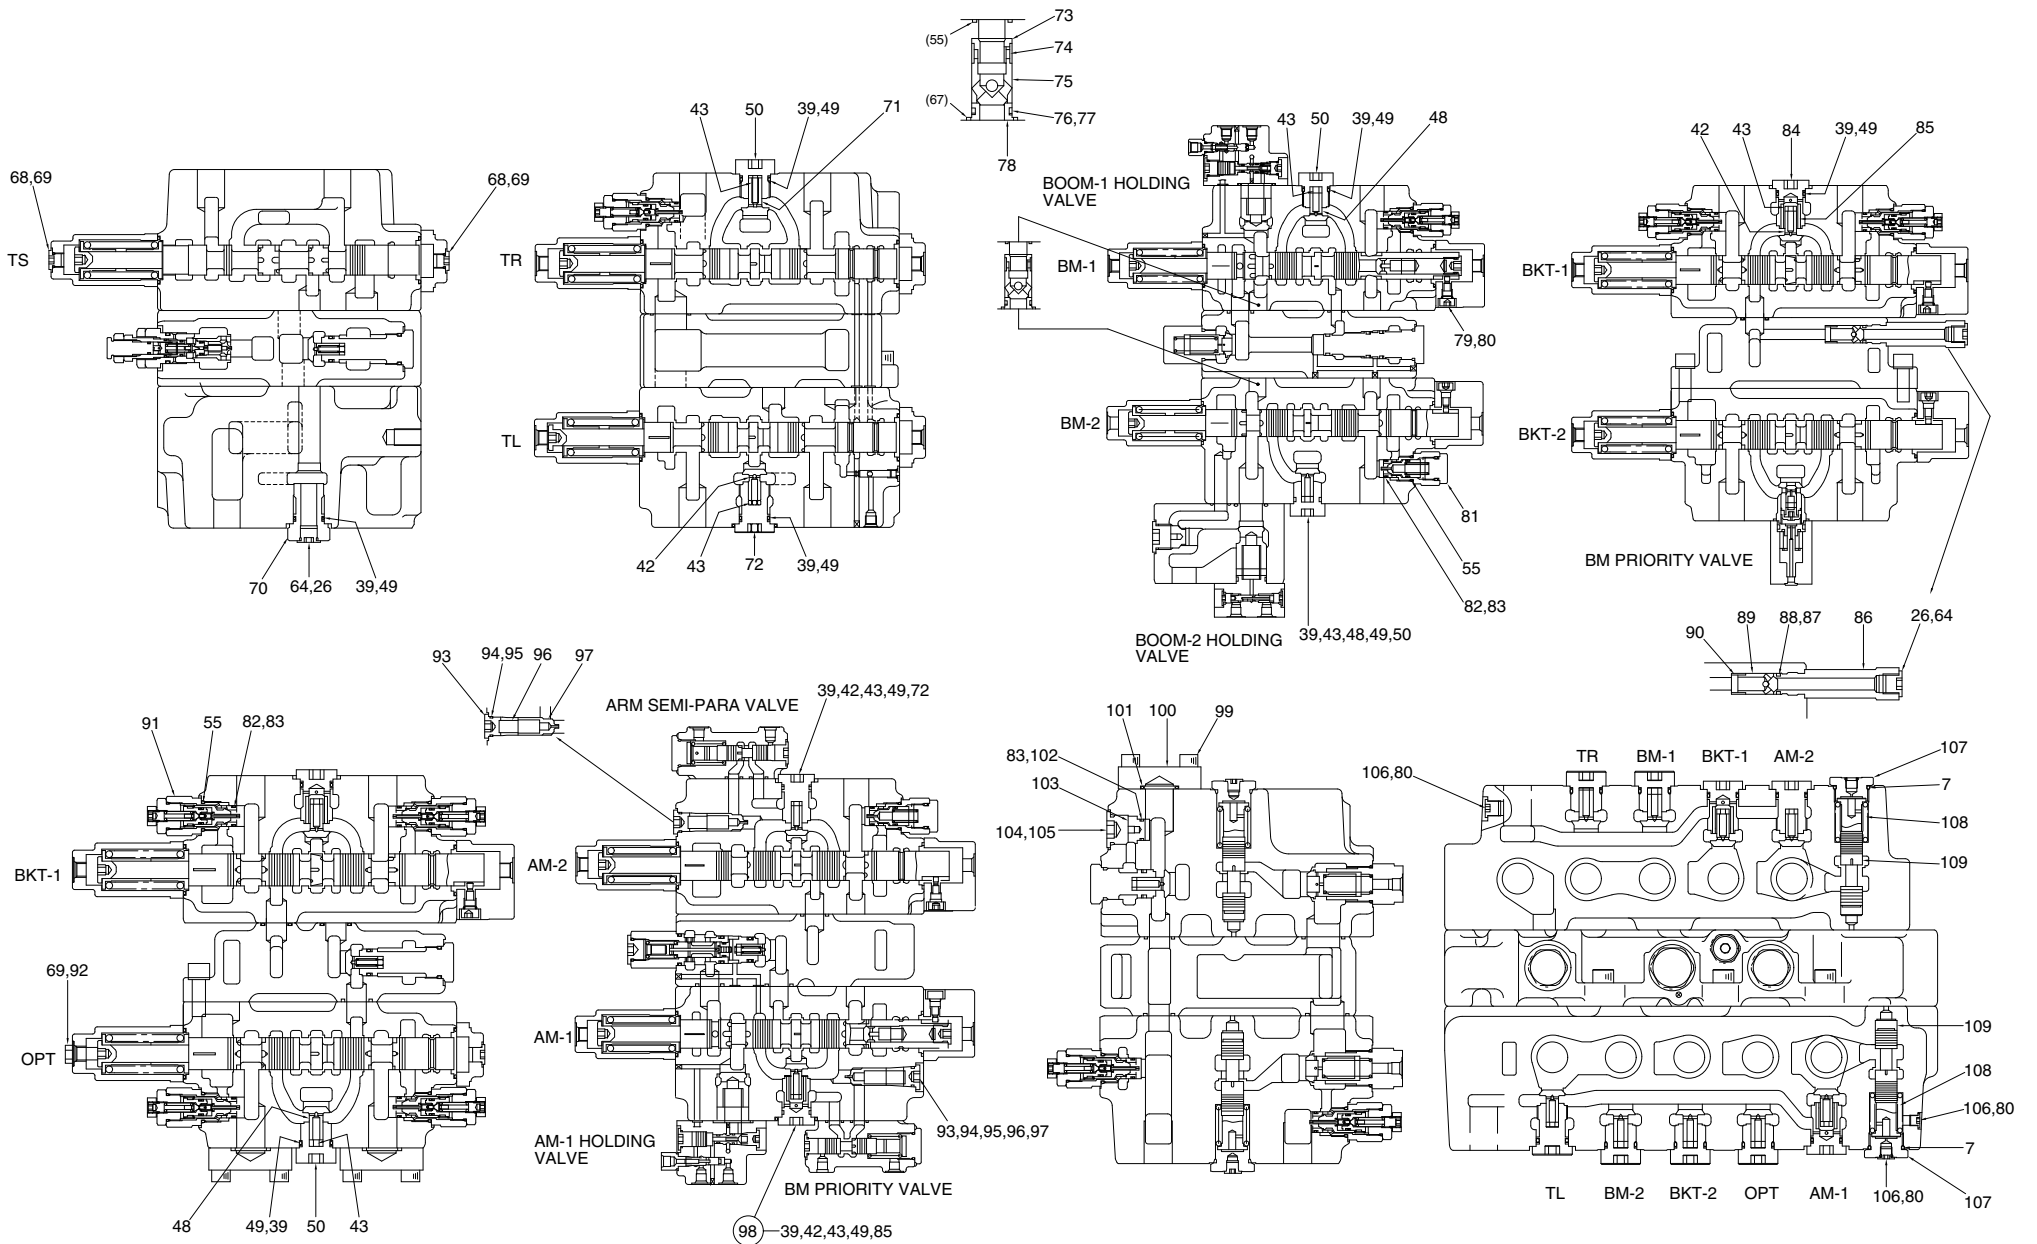 73
(55)
74
75
(67)
76,77
78
68,69
68,69
TS
70
64,26
39,49
43
50
39,49
71
TR
TL
42
43
72
39,49
43
50
39,49
48
BOOM-1 HOLDING
VALVE
BM-1
79,80
BM-2
81
55
82,83
BOOM-2 HOLDING
VALVE
39,43,48,49,50
42
43
84
39,49
85
BKT-1
BKT-2
BM PRIORITY VALVE
90
89
88,87
86
26,64
91
55
82,83
BKT-1
69,92
OPT
48
49,39
50
43
93
94,95
96
97
ARM SEMI-PARA VALVE
39,42,43,49,72
AM-2
AM-1
AM-1 HOLDING
VALVE
93,94,95,96,97
BM PRIORITY VALVE
98
39,42,43,49,85
101
100
99
83,102
103
104,105
106,80
TR
BM-1
BKT-1
AM-2
107
7
108
109
109
108
106,80
7
TL
BM-2
BKT-2
OPT
AM-1
106,80
107